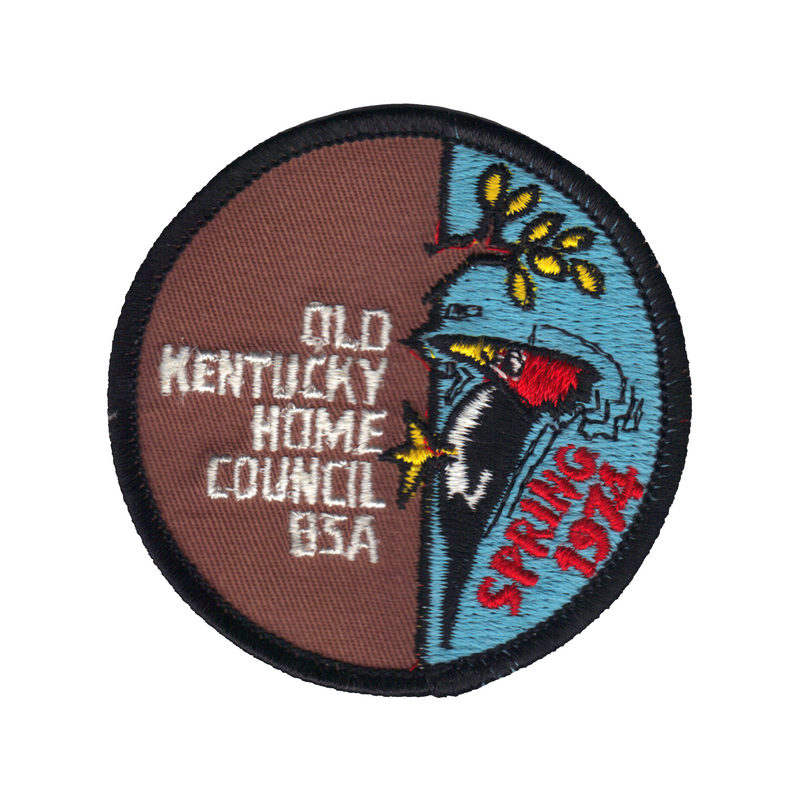 OLD
KENTUCKY
HOME
COUNCIL
BSA
SPRING
1974